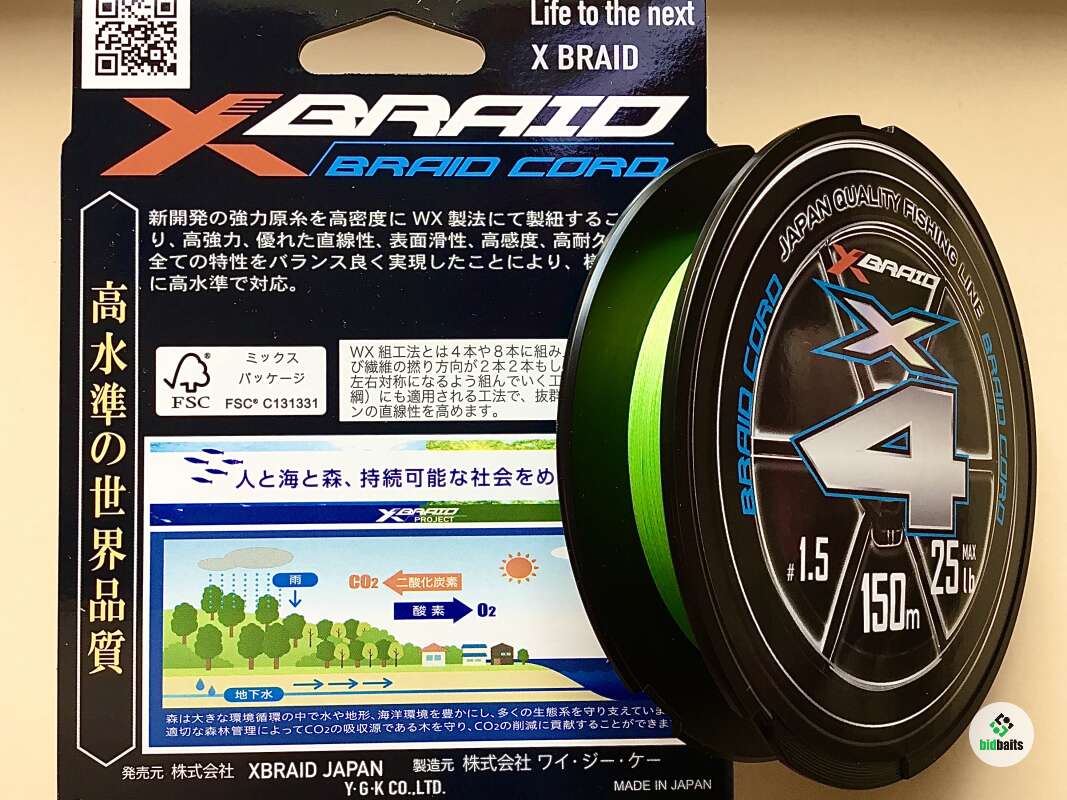 Life to the next
X BRAID
XBRAID
BRAID CORD
新開発の強力原糸を高密度に WX 製法にて製紐するこ
り、高強力、優れた直線性、表面滑性、高感度、高耐久
全ての特性をバランス良く実現したことにより、様
に高水準で対応。
高水準の世界品質
FSC
ミックス
パッケージ
FSC® C131331
WX 組工法とは4本や8本に組み
び繊維の撚り方向が2本2本もし
左右対称になるよう組んでいく工
綱)にも適用される工法で、抜群
ンの直線性を高めます。
人と海と森、持続可能な社会をめ
XBRAID
PROJECT
雨
CO2
二酸化炭素
酸素
O2
地下水
森は大きな環境循環の中で水や地形、海洋環境を豊かにし、多くの生態系を守り支えていま
適切な森林管理によってCO2の吸収源である木を守り、CO2の削減に貢献することができま
発売元 株式会社 XBRAID JAPAN 製造元 株式会社 ワイ・ジー・ケー
Y・G・K CO.,LTD.
MADE IN JAPAN
JAPAN QUALITY FISHING LINE
XBRAID
BRAID CORD
X
4
BRAID CORD
#1.5
150m
25 MAX lb
bidbaits